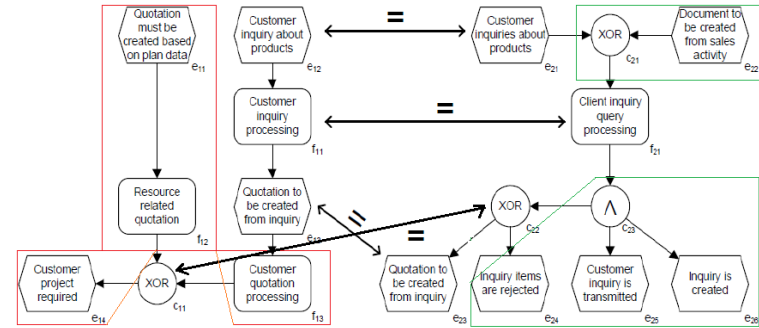 Quotation
must be
created based
on plan data
e11
Customer
inquiry about
products
e12
=
Customer
inquiries about
products
e21
XOR
c21
Document to
be created
from sales
activity
e22
Customer
inquiry
processing
f11
=
Client inquiry
query
processing
f21
Resource
related
quotation
f12
Quotation to
be created
from inquiry
e13
=
=
XOR
c22
Λ
c23
Customer
project
required
e14
XOR
c11
Customer
quotation
processing
f13
Quotation to
be created
from inquiry
e23
Inquiry items
are rejected
e24
Customer
inquiry is
transmitted
e25
Inquiry is
created
e26